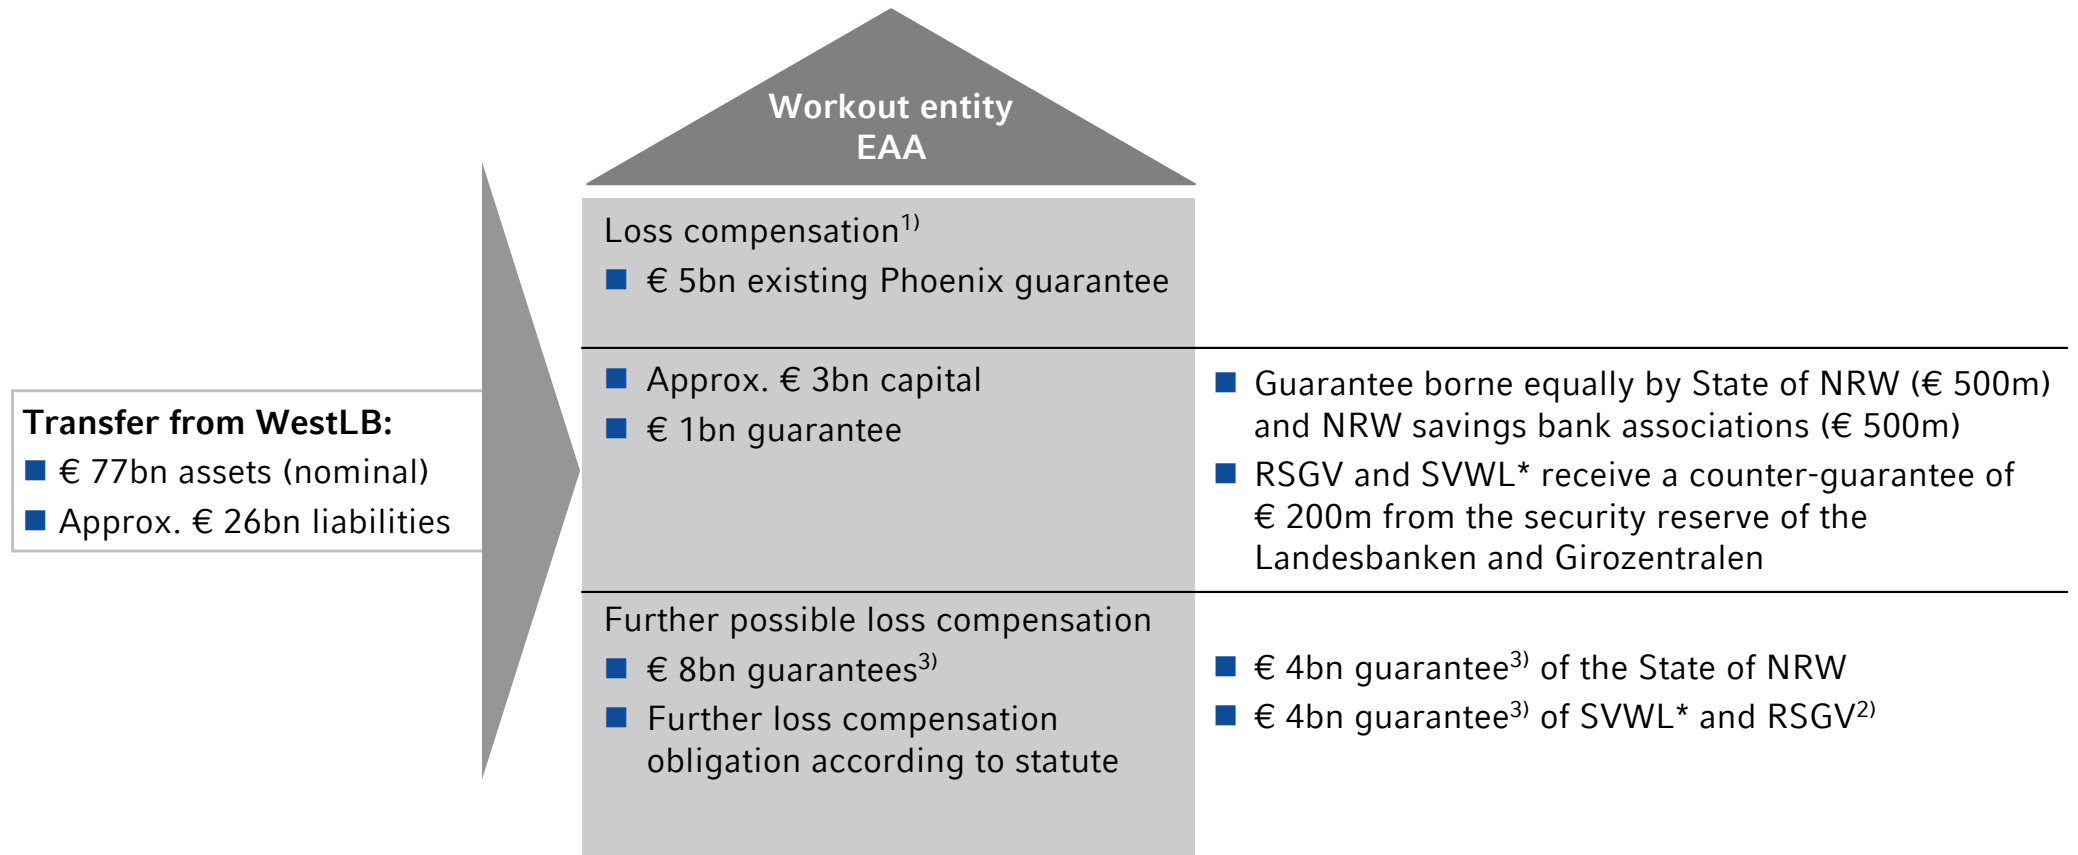 Workout entity
EAA
Transfer from WestLB:
€ 77bn assets (nominal)
Approx. € 26bn liabilities
Loss compensation1)
€ 5bn existing Phoenix guarantee
Approx. € 3bn capital
€ 1bn guarantee
Guarantee borne equally by State of NRW (€ 500m)
and NRW savings bank associations (€ 500m)
RSGV and SVWL* receive a counter-guarantee of
€ 200m from the security reserve of the
Landesbanken and Girozentralen
Further possible loss compensation
€ 8bn guarantees3)
Further loss compensation
obligation according to statute
€ 4bn guarantee3) of the State of NRW
€ 4bn guarantee3) of SVWL* and RSGV2)